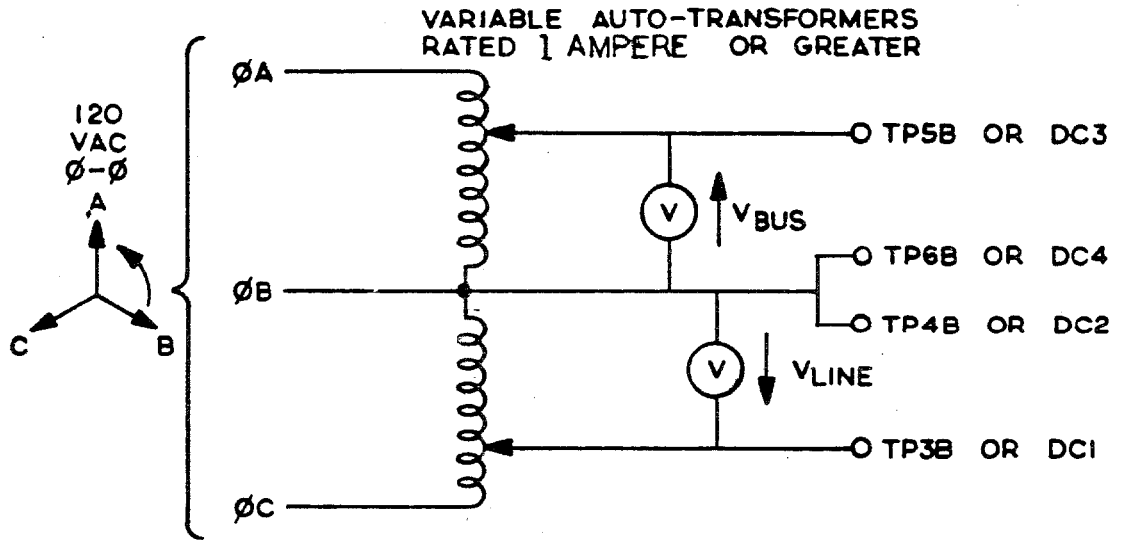 VARIABLE AUTO-TRANSFORMERS
RATED 1 AMPERE OR GREATER
120
VAC
Ø-Ø
A
C
B
ØA
ØB
ØC
V
VBUS
V
VLINE
TP5B OR DC3
TP6B OR DC4
TP4B OR DC2
TP3B OR DC1